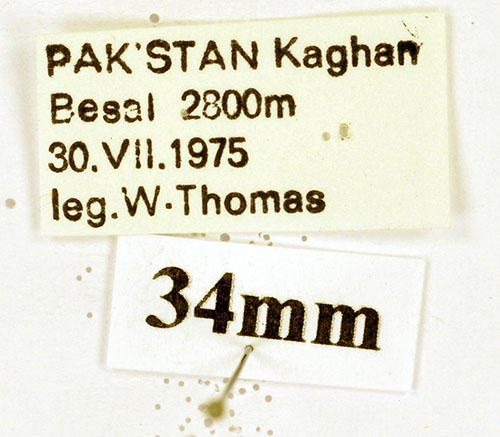 PAK'STAN Kaghan
Besal 2800m
30.VII.1975
leg.W.Thomas
34mm